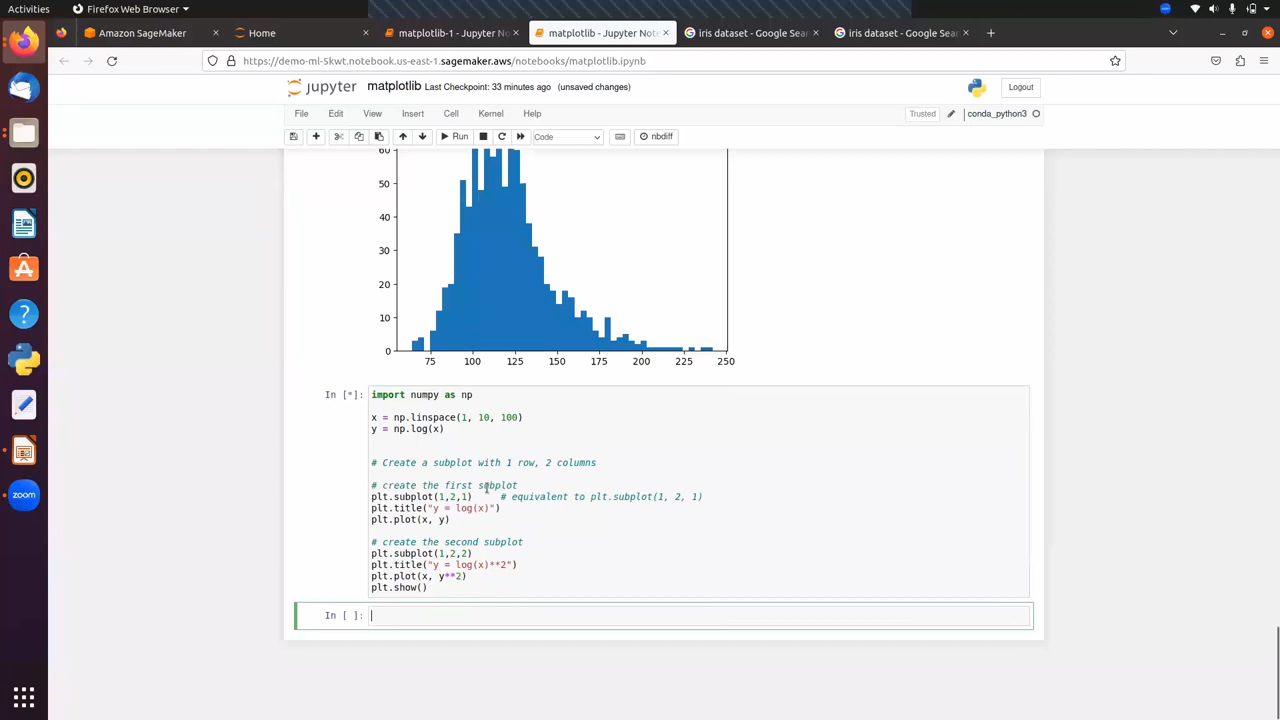 Activities
Firefox Web Browser
Amazon SageMaker
Home
matplotlib-1 - Jupyter No
matplotlib - Jupyter Not
iris dataset - Google Sea
iris dataset - Google Sea
https://demo-ml-5kwt.notebook.us-east-1.sagemaker.aws/notebooks/matplotlib.ipynb
jupyter matplotlib Last Checkpoint: 33 minutes ago (unsaved changes)
Logout
File Edit View Insert Cell Kernel Help
Trusted
conda_python3
Run
Code
nbdiff
60
50
40
30
20
10
0
75 100 125 150 175 200 225 250
In [*]:
import numpy as np
x = np.linspace(1, 10, 100)
y = np.log(x)
# Create a subplot with 1 row, 2 columns
# create the first subplot
plt.subplot(1,2,1) # equivalent to plt.subplot(1, 2, 1)
plt.title("y = log(x)")
plt.plot(x, y)
# create the second subplot
plt.subplot(1,2,2)
plt.title("y = log(x)**2")
plt.plot(x, y**2)
plt.show()
In [ ]:
zoom